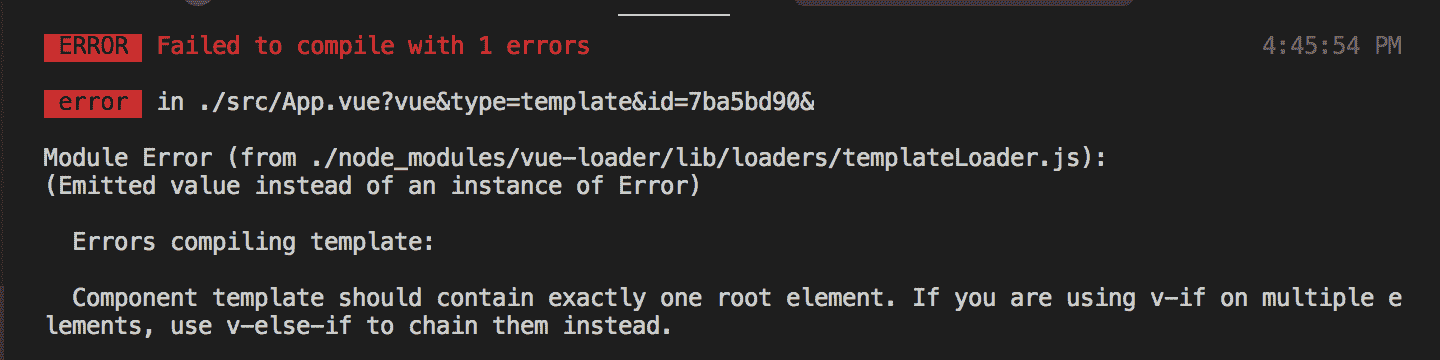 ERROR Failed to compile with 1 errors 4:45:54 PM
error in ./src/App.vue?vue&type=template&id=7ba5bd90&
Module Error (from ./node_modules/vue-loader/lib/loaders/templateLoader.js):
(Emitted value instead of an instance of Error)
Errors compiling template:
Component template should contain exactly one root element. If you are using v-if on multiple e
lements, use v-else-if to chain them instead.